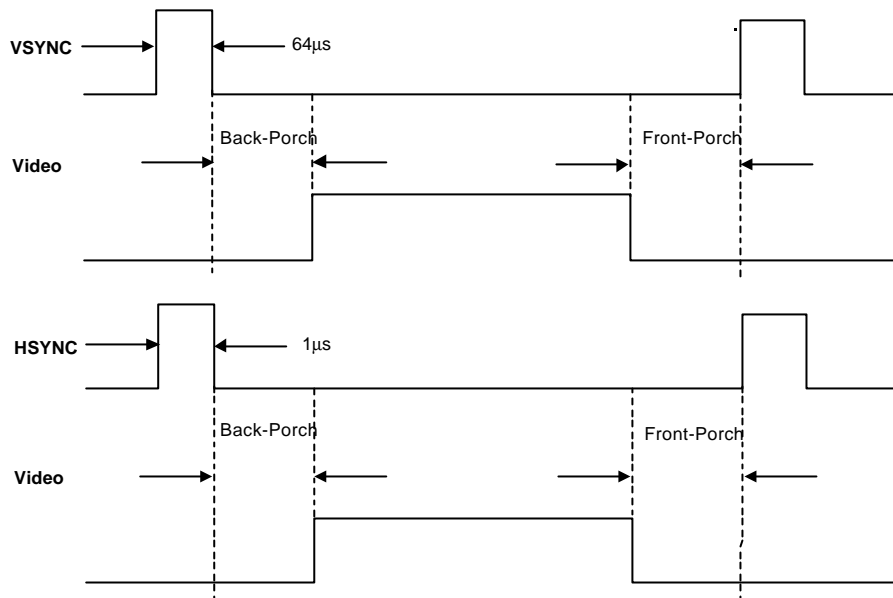 VSYNC
64μs
Back-Porch
Front-Porch
Video
HSYNC
1μs
Back-Porch
Front-Porch
Video